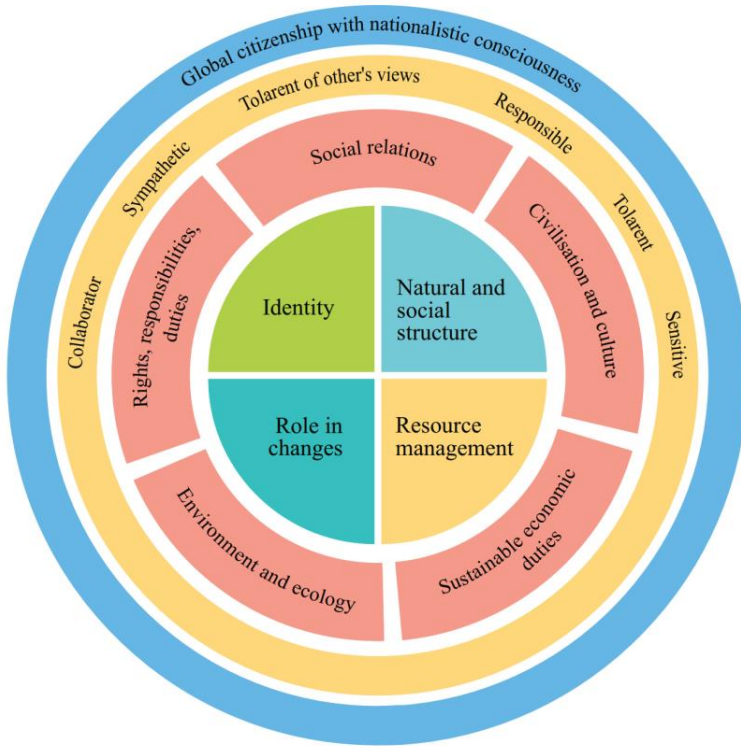 Global citizenship with nationalistic consciousness
Collaborator
Sympathetic
Tolarent of other's views
Responsible
Tolarent
Sensitive
Social relations
Civilisation and culture
Sustainable economic
duties
Environment and ecology
Rights, responsibilities,
duties
Identity
Natural and
social
structure
Role in
changes
Resource
management